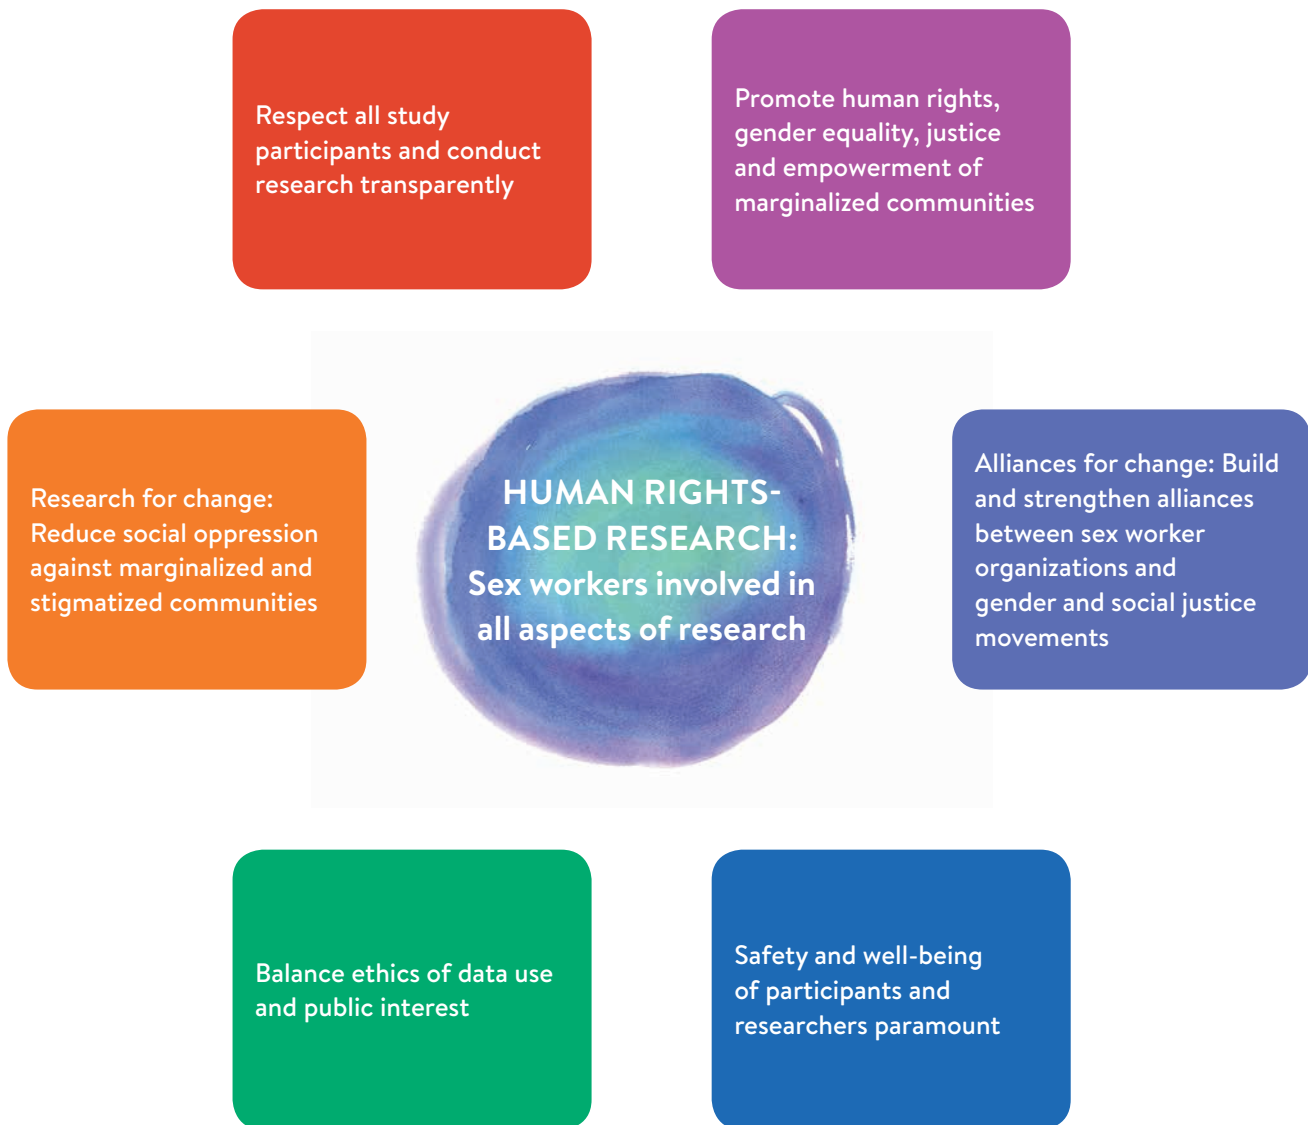 Respect all study
participants and conduct
research transparently
Promote human rights,
gender equality, justice
and empowerment of
marginalized communities
Research for change:
Reduce social oppression
against marginalized and
stigmatized communities
HUMAN RIGHTS-
BASED RESEARCH:
Sex workers involved in
all aspects of research
Alliances for change: Build
and strengthen alliances
between sex worker
organizations and
gender and social justice
movements
Balance ethics of data use
and public interest
Safety and well-being
of participants and
researchers paramount